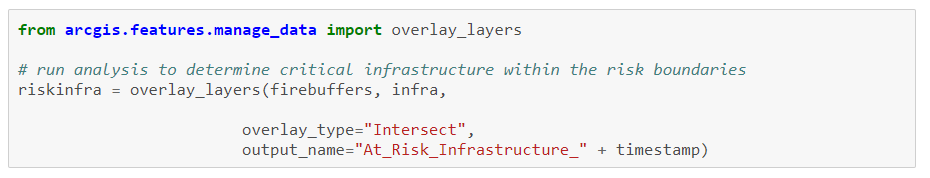 from arcgis.features.manage_data import overlay_layers
# run analysis to determine critical infrastructure within the risk boundaries
riskinfra = overlay_layers(firebuffers, infra,
overlay_type="Intersect",
output_name="At_Risk_Infrastructure_" + timestamp)